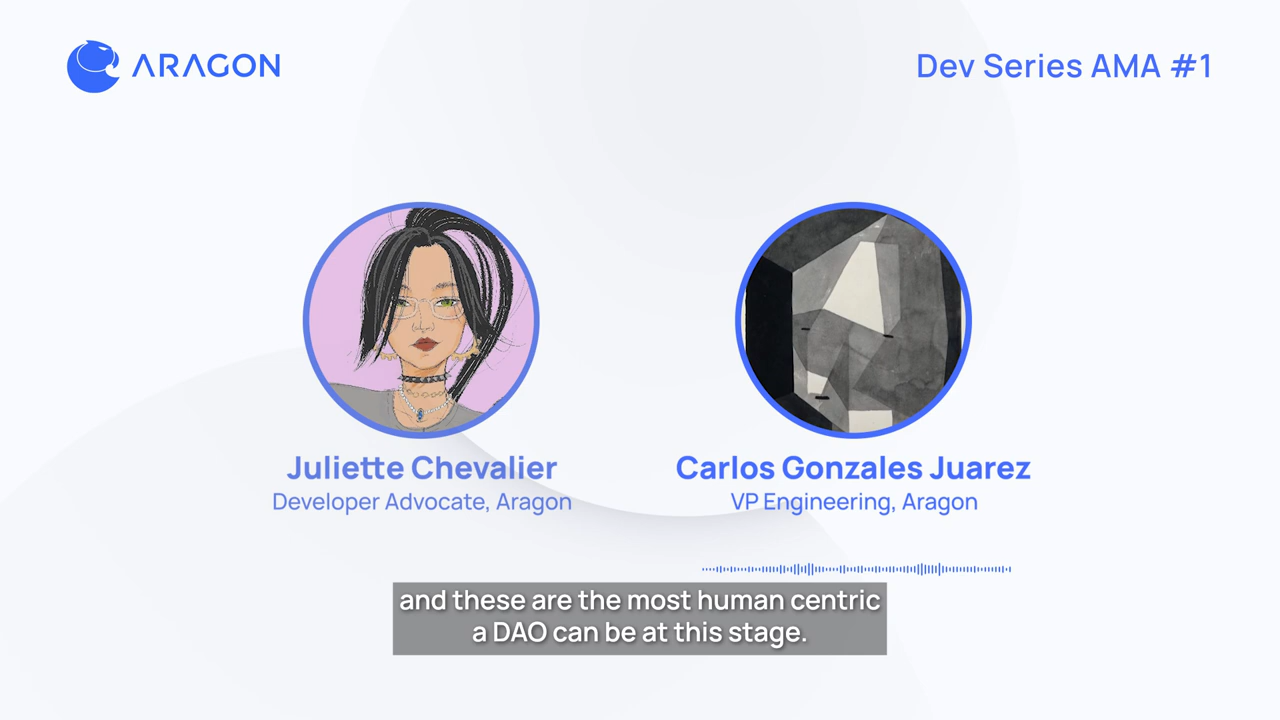 ARAGON
Dev Series AMA #1
Juliette Chevalier
Developer Advocate, Aragon
Carlos Gonzales Juarez
VP Engineering, Aragon
and these are the most human centric
a DAO can be at this stage.